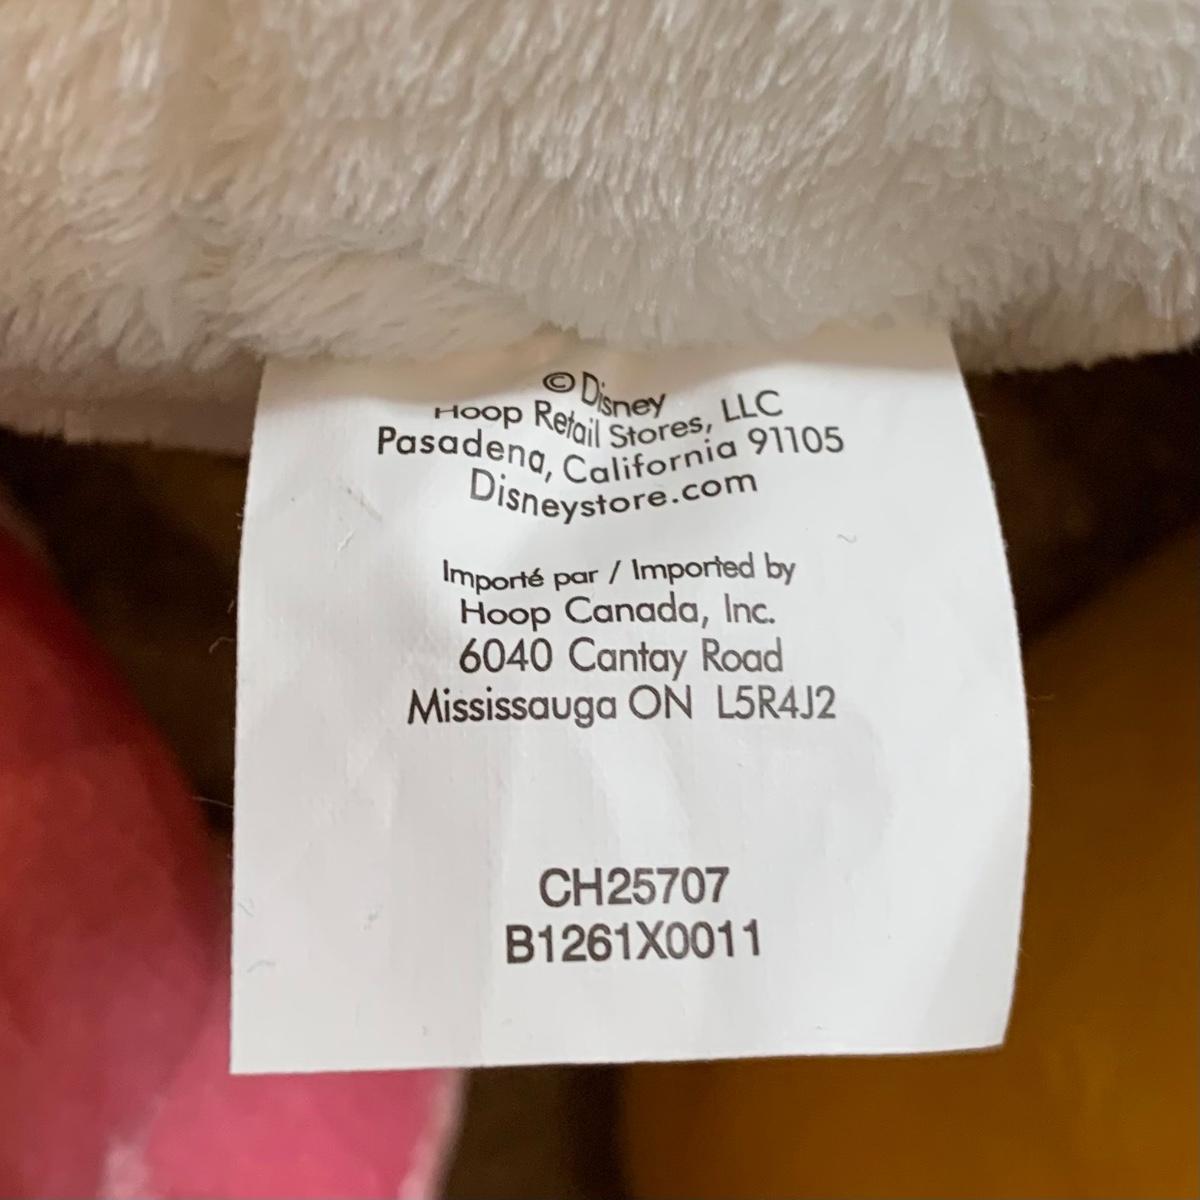 © Disney
Hoop Retail Stores, LLC
Pasadena, California 91105
Disneystore.com
Importé par / Imported by
Hoop Canada, Inc.
6040 Cantay Road
Mississauga ON L5R4J2
CH25707
B1261X0011